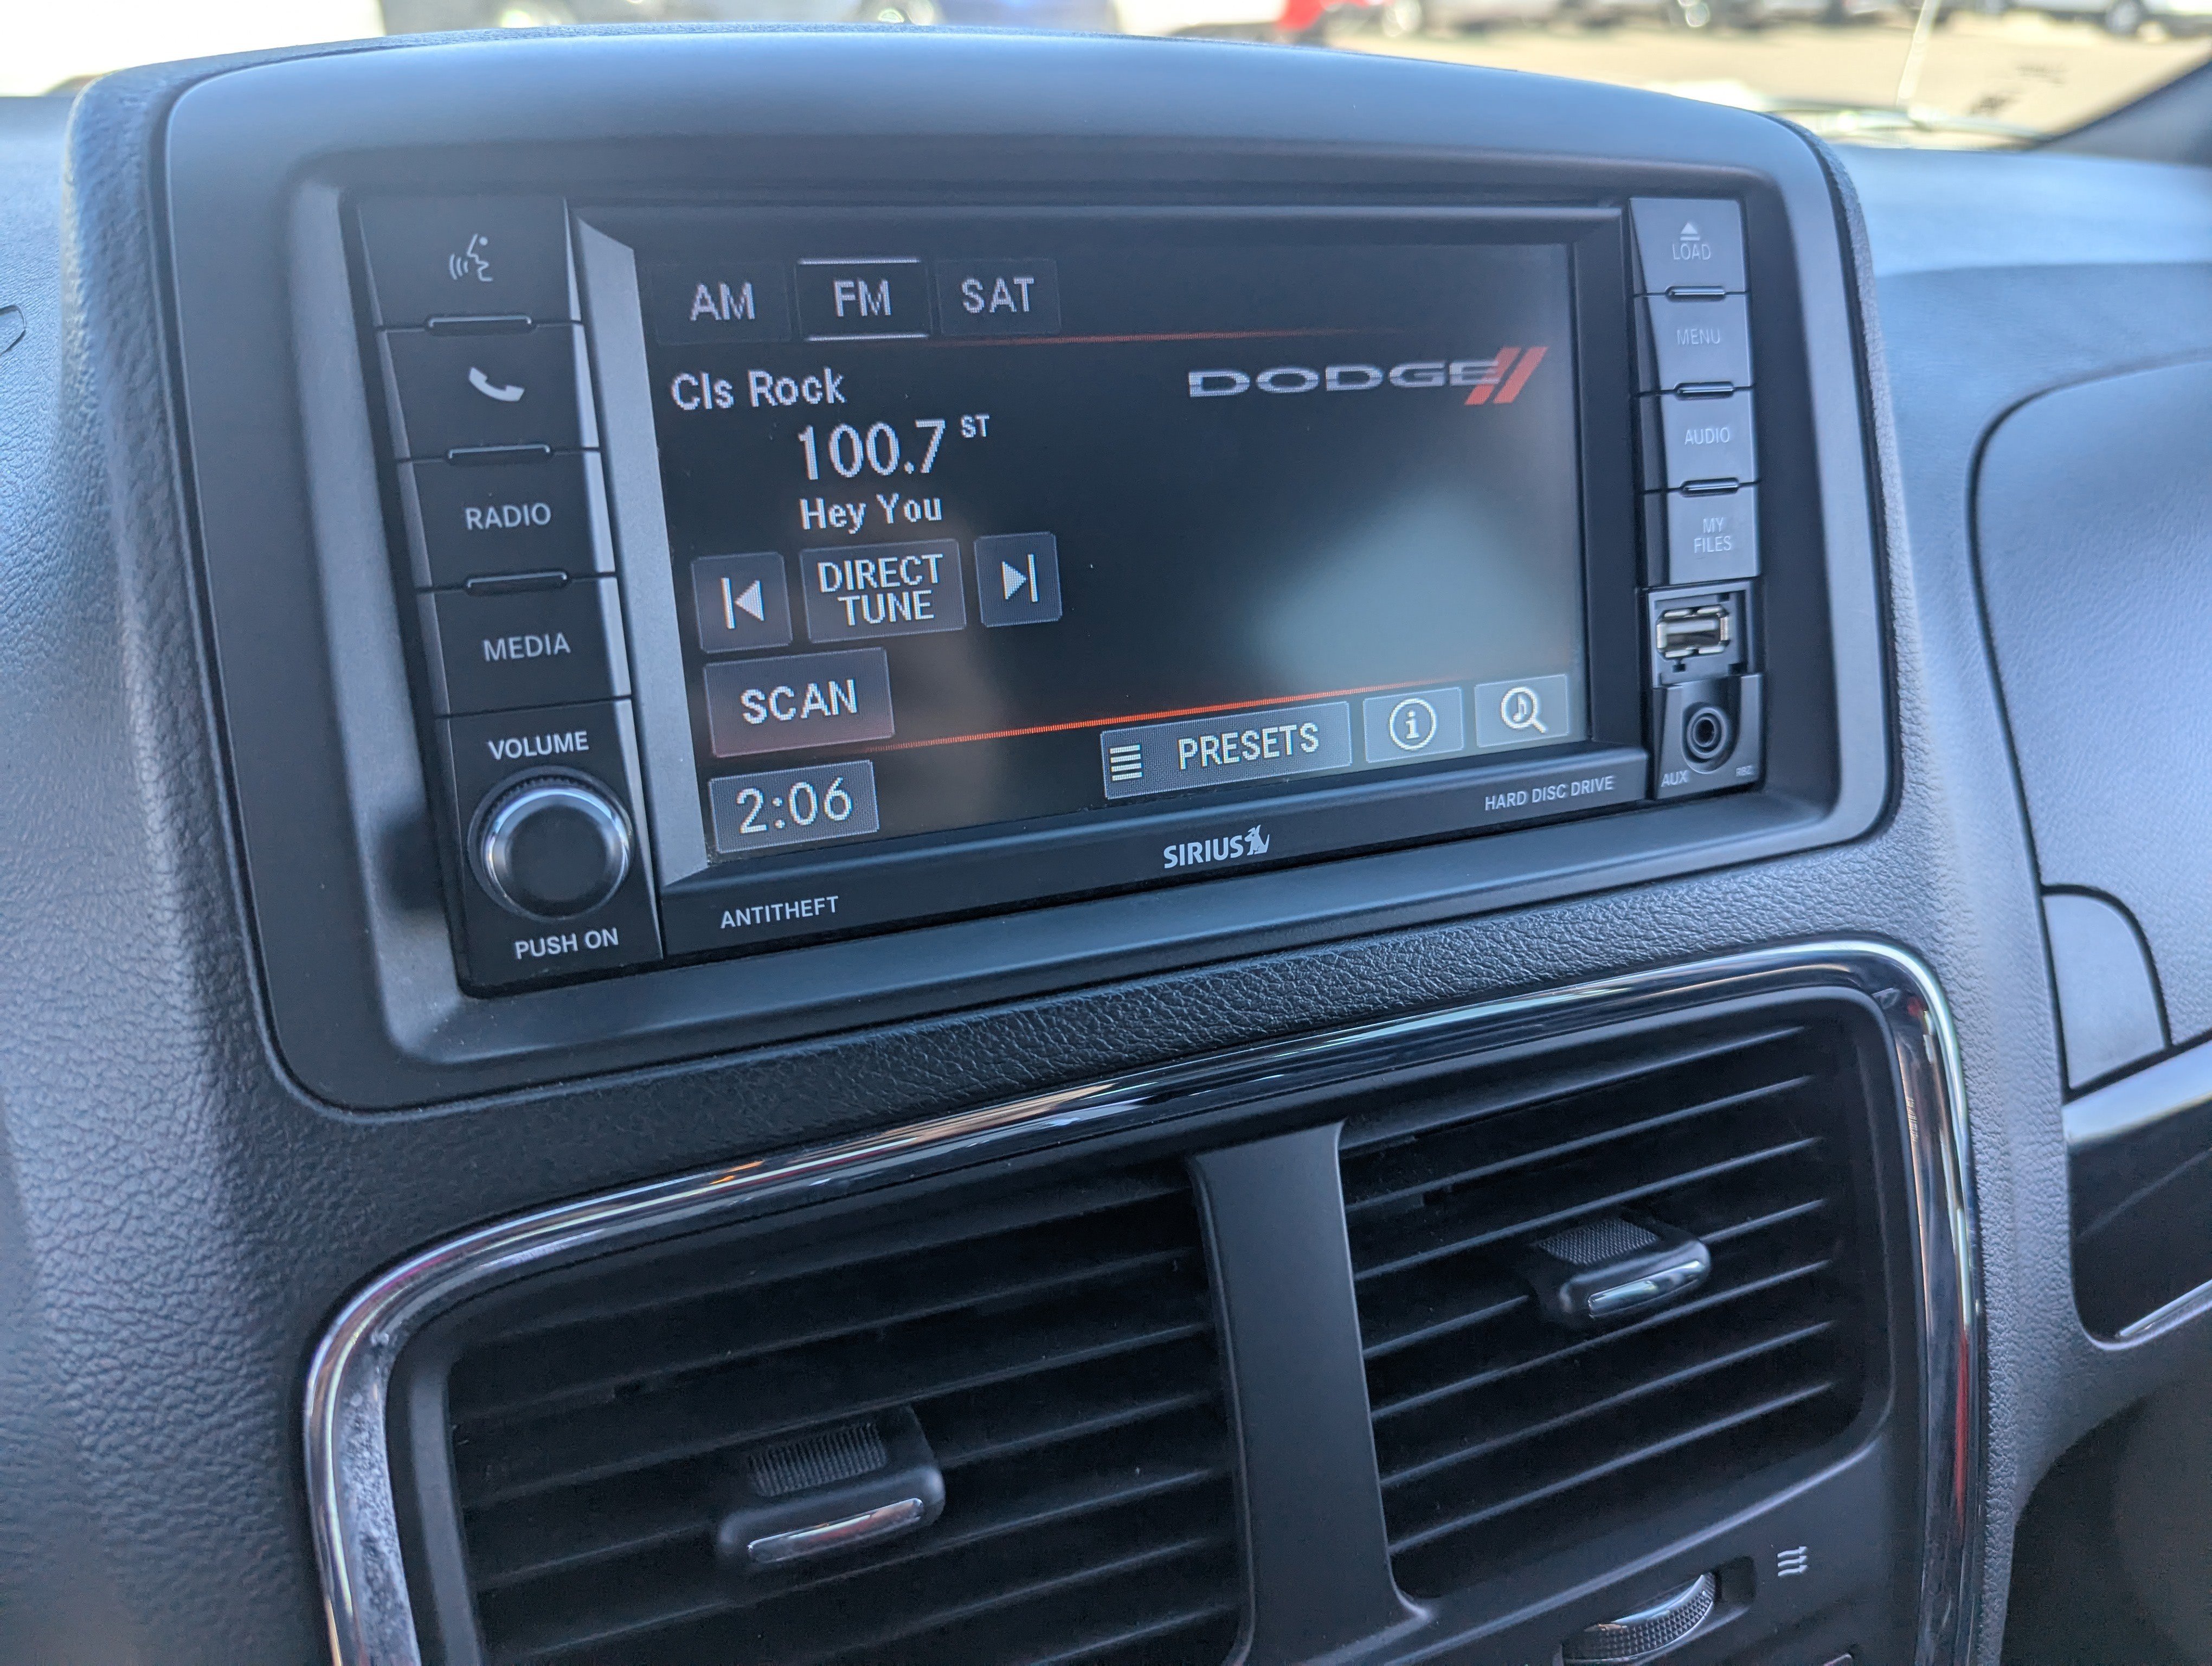 AM FM SAT
Cls Rock
DODGE
100.7 ST
Hey You
DIRECT
TUNE
SCAN
PRESETS
2:06
RADIO
MEDIA
VOLUME
PUSH ON
ANTITHEFT
SIRIUS
HARD DISC DRIVE
LOAD
MENU
AUDIO
MY
FILES
AUX